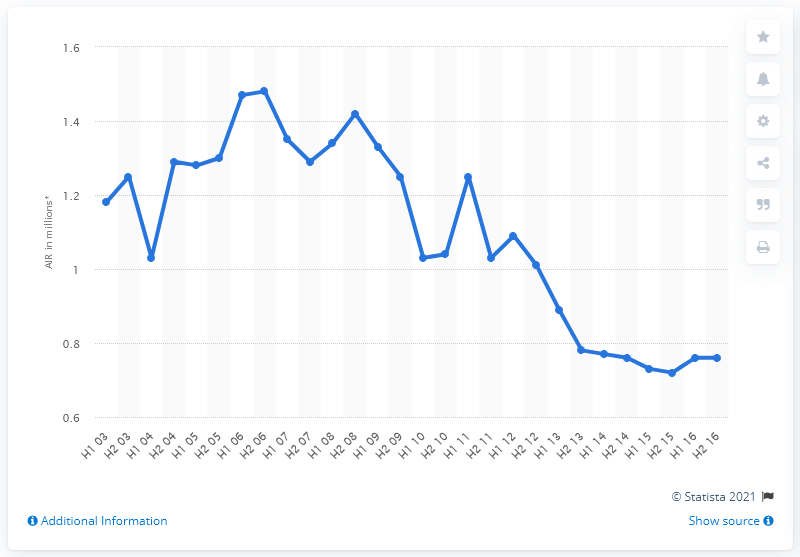 1.6
1.4
1.2
1
0.8
0.6
AIR in millions*
H1 03
H2 03
H1 04
H2 04
H1 05
H2 05
H1 06
H2 06
H1 07
H2 07
H1 08
H2 08
H1 09
H2 09
H1 10
H2 10
H1 11
H2 11
H1 12
H2 12
H1 13
H2 13
H1 14
H2 14
H1 15
H2 15
H1 16
H2 16
© Statista 2021
Additional Information
Show source